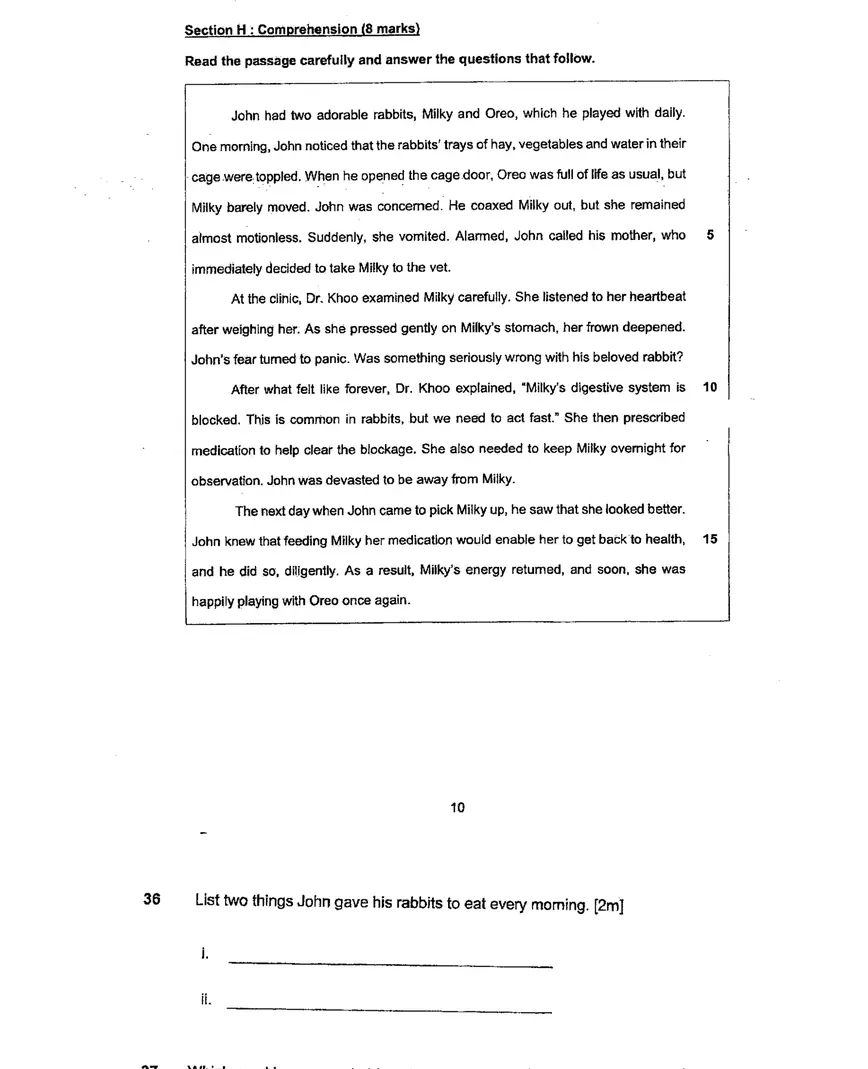 Section H : Comprehension (8 marks)
Read the passage carefully and answer the questions that follow.
John had two adorable rabbits, Milky and Oreo, which he played with daily.
One morning, John noticed that the rabbits' trays of hay, vegetables and water in their
cage were toppled. When he opened the cage door, Oreo was full of life as usual, but
Milky barely moved. John was concerned. He coaxed Milky out, but she remained
almost motionless. Suddenly, she vomited. Alarmed, John called his mother, who 5
immediately decided to take Milky to the vet.
At the clinic, Dr. Khoo examined Milky carefully. She listened to her heartbeat
after weighing her. As she pressed gently on Milky's stomach, her frown deepened.
John's fear turned to panic. Was something seriously wrong with his beloved rabbit?
After what felt like forever, Dr. Khoo explained, "Milky's digestive system is 10
blocked. This is common in rabbits, but we need to act fast." She then prescribed
medication to help clear the blockage. She also needed to keep Milky overnight for
observation. John was devasted to be away from Milky.
The next day when John came to pick Milky up, he saw that she looked better.
John knew that feeding Milky her medication would enable her to get back to health, 15
and he did so, diligently. As a result, Milky's energy returned, and soon, she was
happily playing with Oreo once again.
10
36 List two things John gave his rabbits to eat every morning. [2m]
i.
ii.